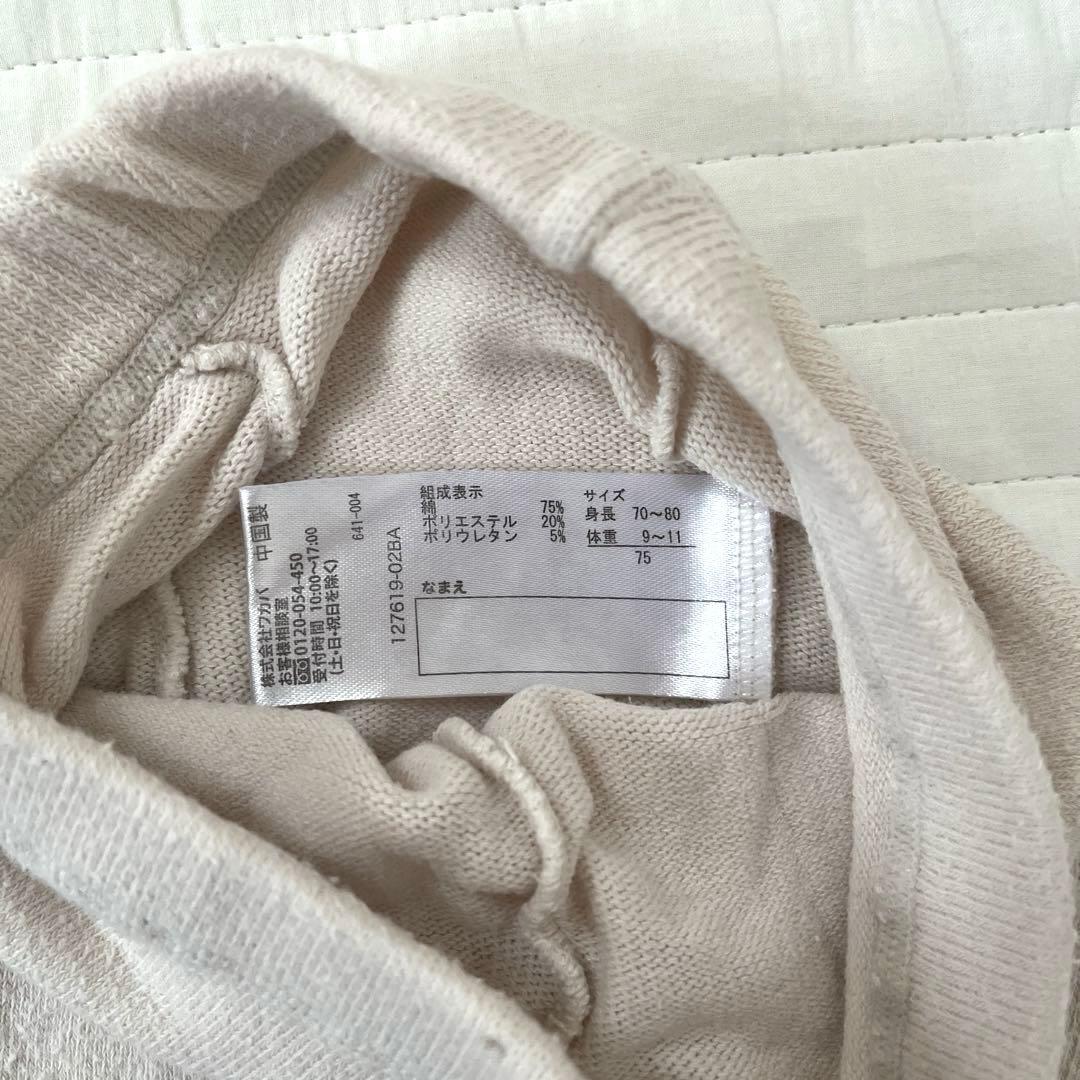 組成表示
綿 75%
ポリエステル 20%
ポリウレタン 5%
サイズ
身長 70～80
体重 9～11
75
なまえ
127619-02BA
641-004
中国製
株式会社ワカバ
お客様相談室
0120-054-450
受付時間 10:00～17:00
(土・日・祝日を除く)